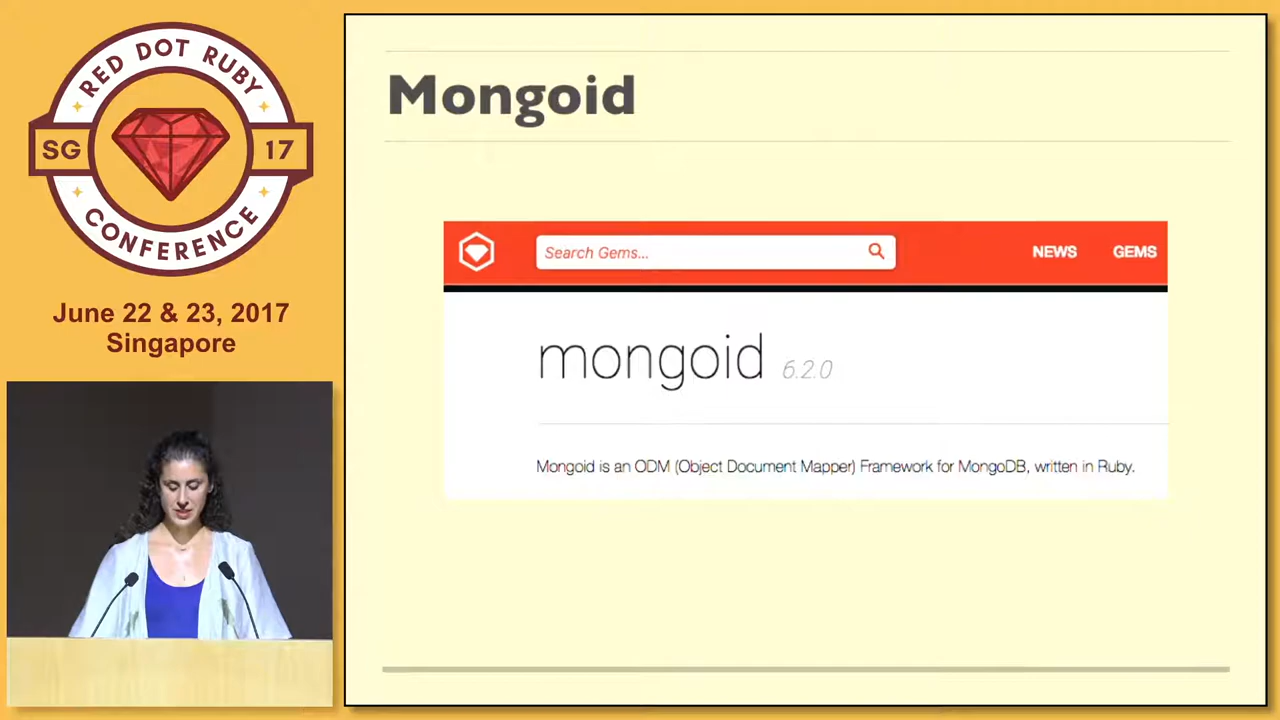 RED DOT RUBY
SG 17
CONFERENCE
June 22 & 23, 2017
Singapore
Mongoid
Search Gems...
NEWS GEMS
mongoid 6.2.0
Mongoid is an ODM (Object Document Mapper) Framework for MongoDB, written in Ruby.